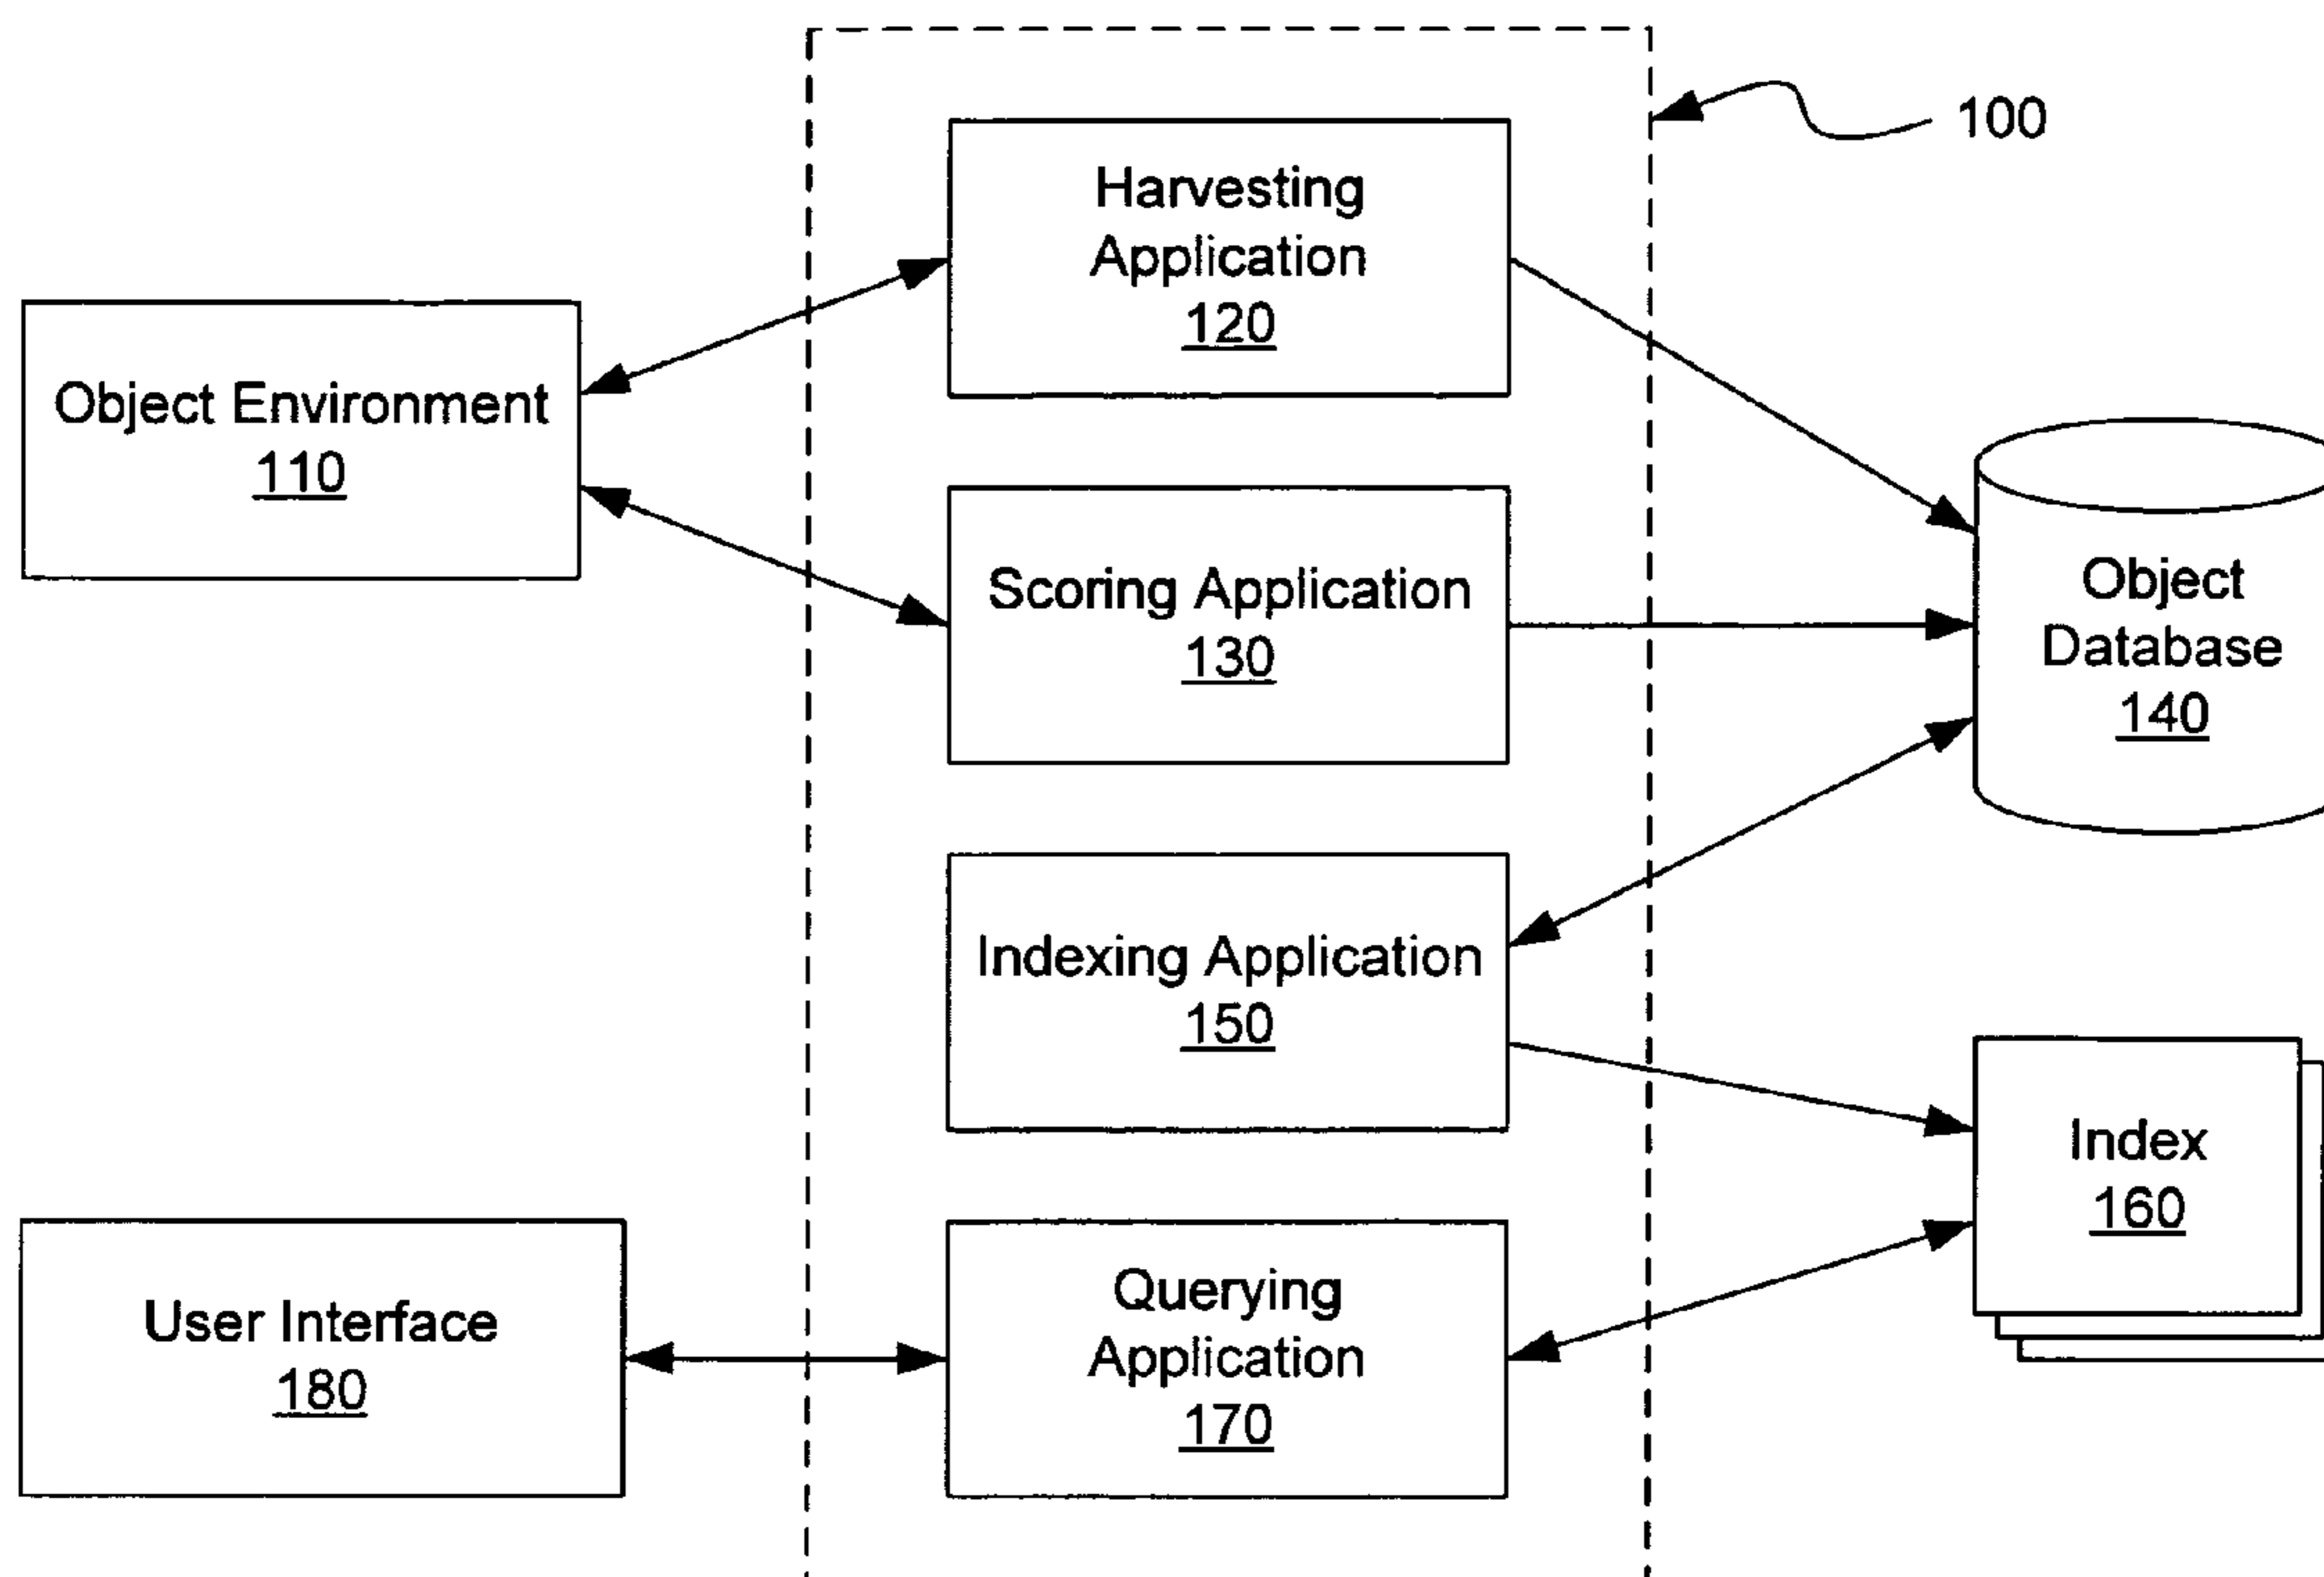 100
Harvesting
Application
120
Object Environment
110
Scoring Application
130
Object
Database
140
Indexing Application
150
Index
160
User Interface
180
Querying
Application
170